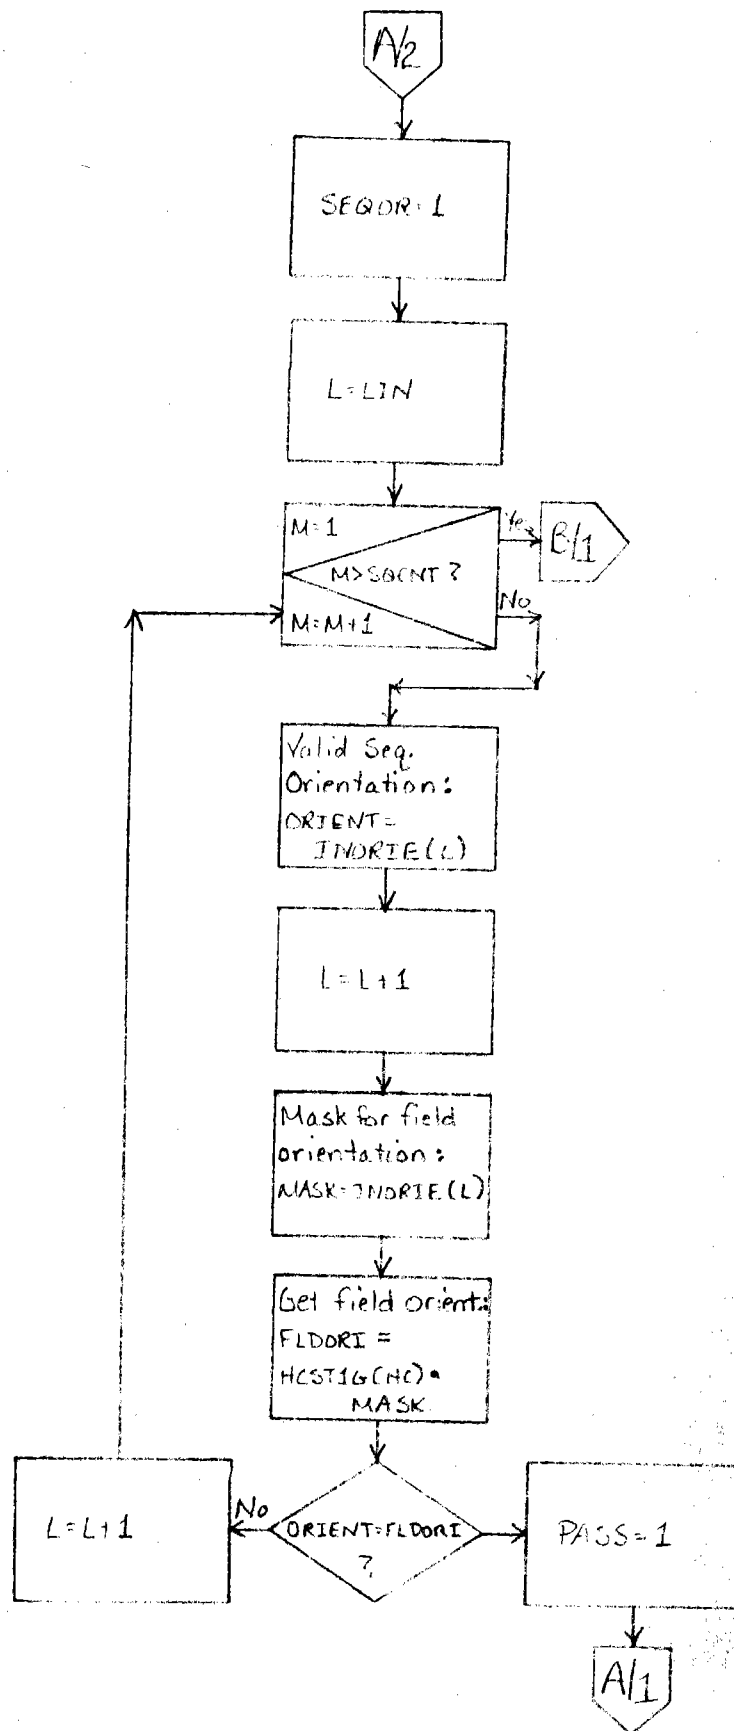 A/2
SEQOR=1
L=LIN
M=1
Yes
B/1
M>SQCNT ?
No
M=M+1
Valid Seq.
Orientation:
ORIENT=
INORIE(L)
L=L+1
Mask for field
orientation:
MASK=INORIE(L)
Get field orient.:
FLDORI =
HCST1G(HC)•
MASK
L=L+1
No
ORIENT=FLDORI
?
PASS=1
A/1